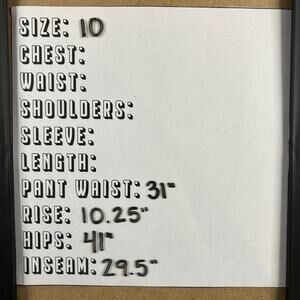 SIZE: 10
CHEST:
WAIST:
SHOULDERS:
SLEEVE:
LENGTH:
PANT WAIST: 31"
RISE: 10.25"
HIPS: 41"
INSEAM: 29.5"